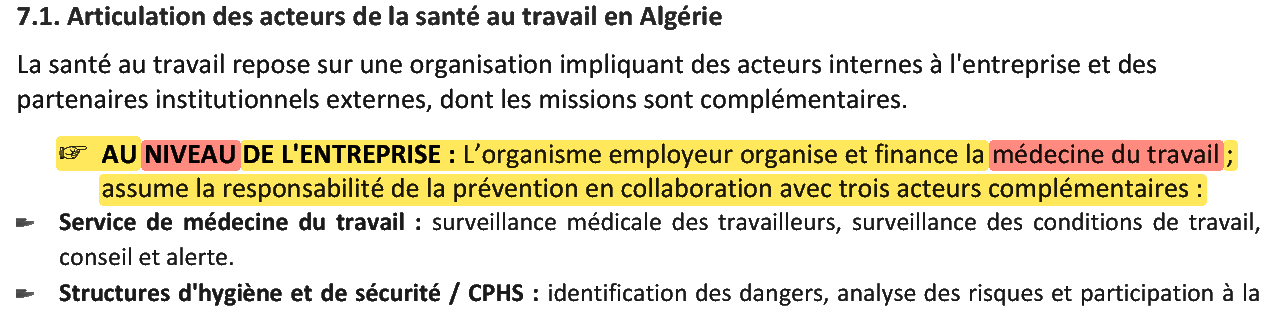 7.1. Articulation des acteurs de la santé au travail en Algérie
La santé au travail repose sur une organisation impliquant des acteurs internes à l'entreprise et des
partenaires institutionnels externes, dont les missions sont complémentaires.
☞ AU NIVEAU DE L'ENTREPRISE : L’organisme employeur organise et finance la médecine du travail ;
assume la responsabilité de la prévention en collaboration avec trois acteurs complémentaires :
Service de médecine du travail : surveillance médicale des travailleurs, surveillance des conditions de travail,
conseil et alerte.
Structures d'hygiène et de sécurité / CPHS : identification des dangers, analyse des risques et participation à la